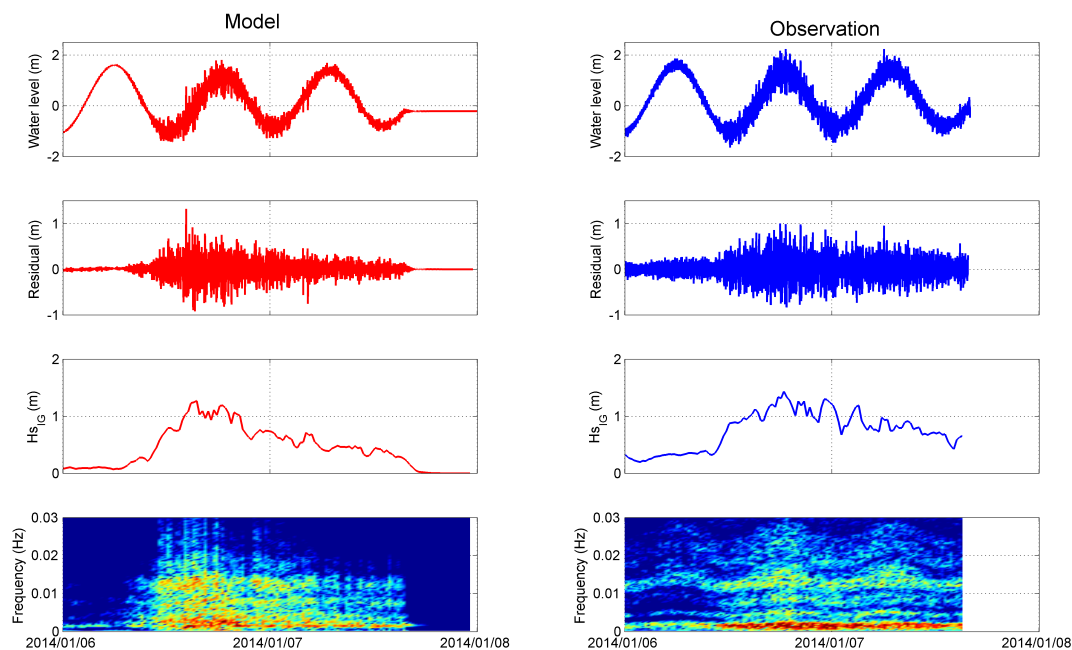 Model
Observation
2
0
-2
Water level (m)
2
0
-2
Water level (m)
1
0
-1
Residual (m)
1
0
-1
Residual (m)
2
1
0
Hs_IG (m)
2
1
0
Hs_IG (m)
0.03
0.02
0.01
0
Frequency (Hz)
2014/01/06 2014/01/07 2014/01/08
0.03
0.02
0.01
0
Frequency (Hz)
2014/01/06 2014/01/07 2014/01/08